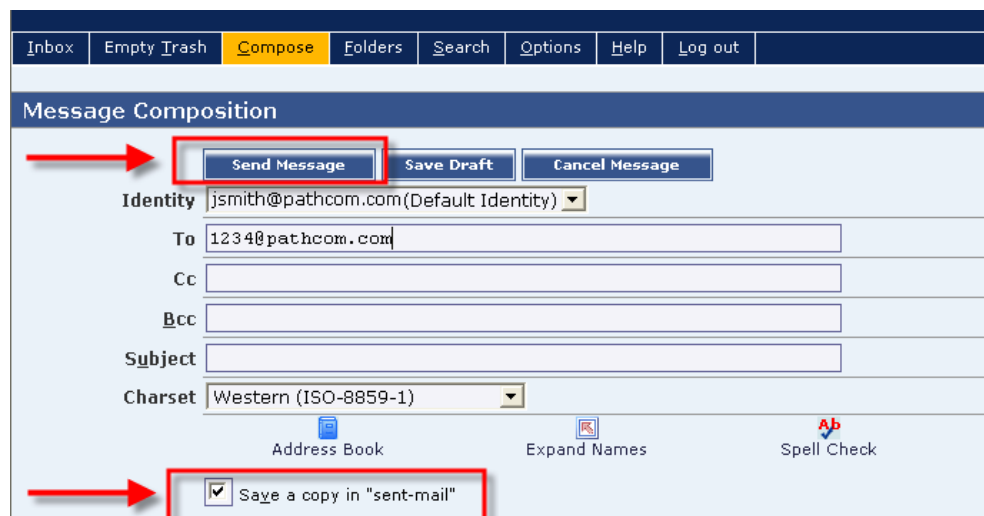 Inbox Empty Trash Compose Folders Search Options Help Log out
Message Composition
Send Message Save Draft Cancel Message
Identity jsmith@pathcom.com(Default Identity)
To 1234@pathcom.com
Cc
Bcc
Subject
Charset Western (ISO-8859-1)
Ab
Address Book Expand Names Spell Check
Save a copy in "sent-mail"